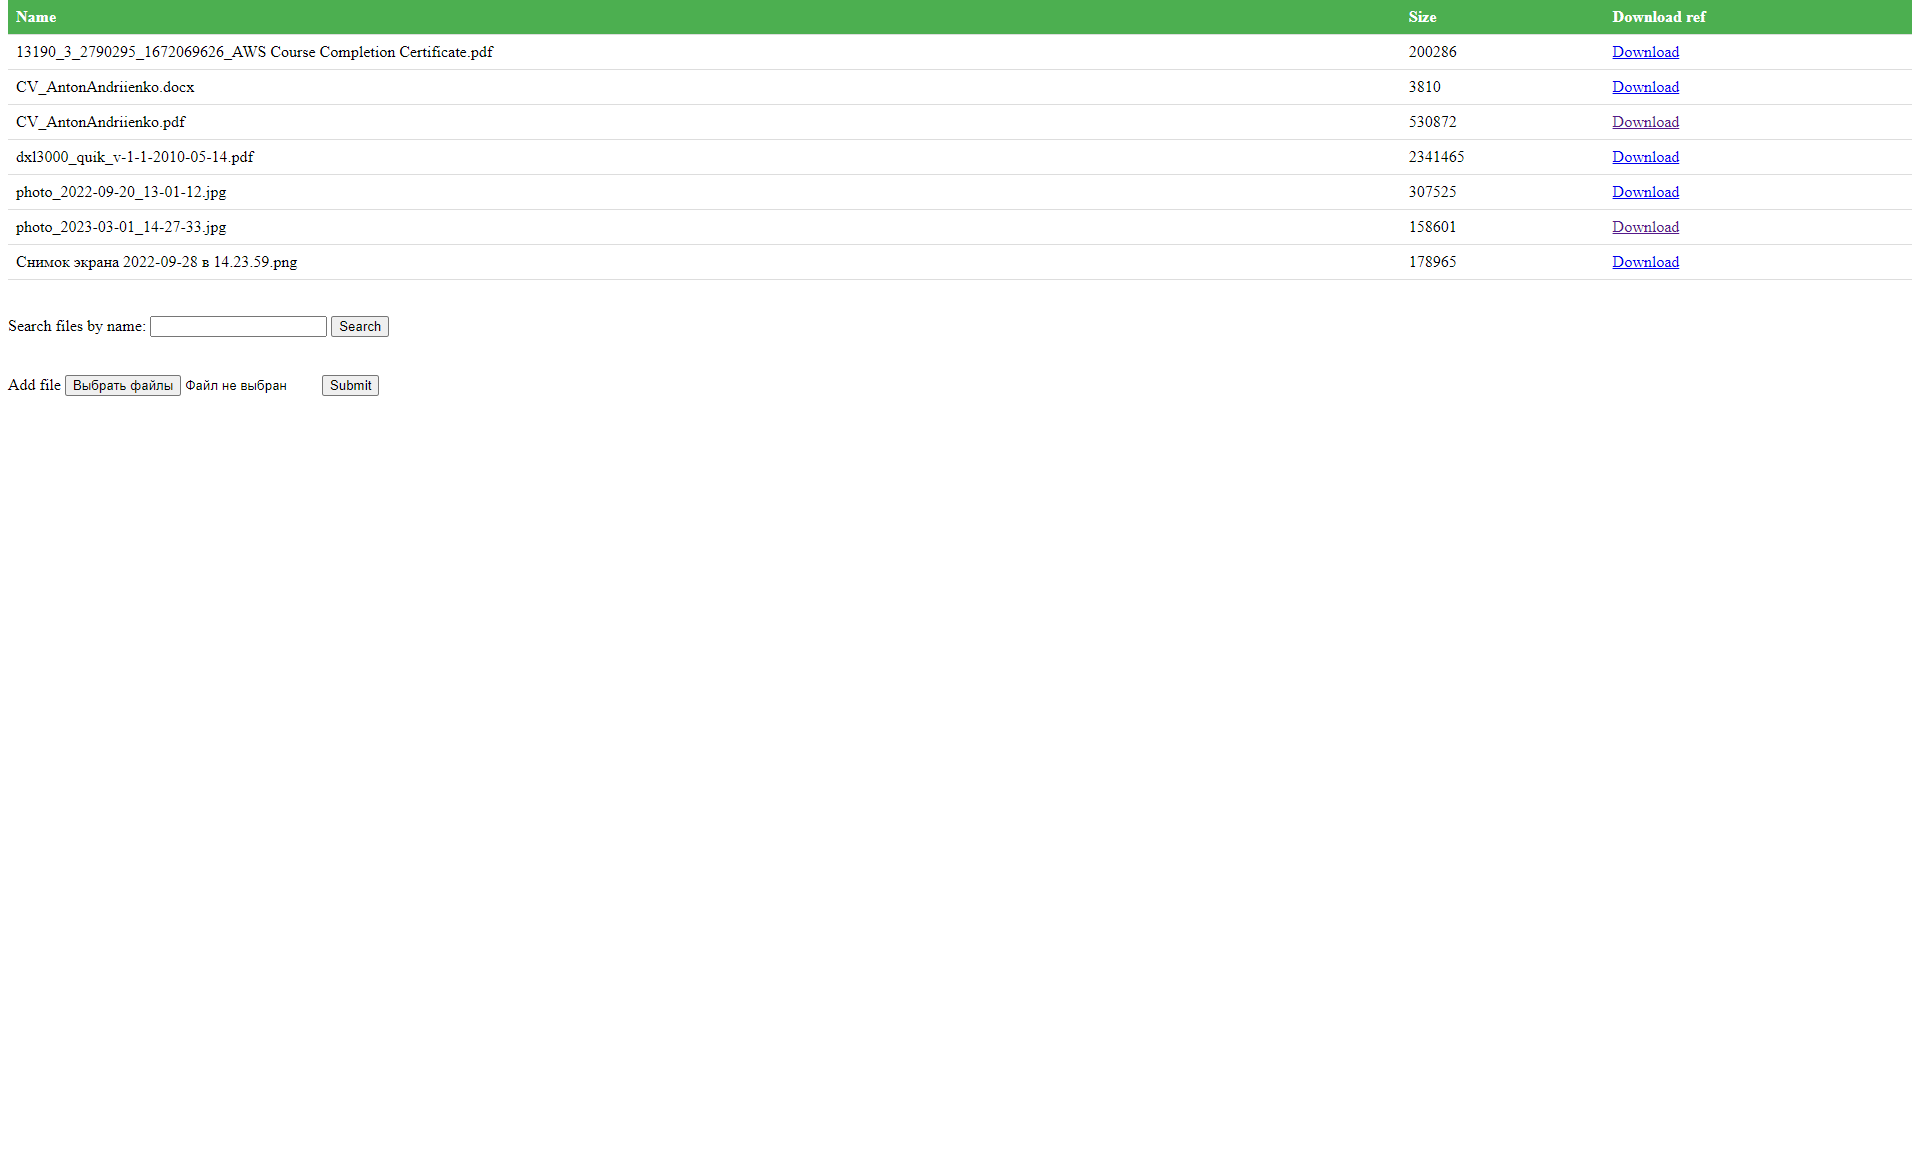 Name Size Download ref
13190_3_2790295_1672069626_AWS Course Completion Certificate.pdf 200286 Download
CV_AntonAndriienko.docx 3810 Download
CV_AntonAndriienko.pdf 530872 Download
dxl3000_quik_v-1-1-2010-05-14.pdf 2341465 Download
photo_2022-09-20_13-01-12.jpg 307525 Download
photo_2023-03-01_14-27-33.jpg 158601 Download
Снимок экрана 2022-09-28 в 14.23.59.png 178965 Download
Search files by name: Search
Add file Выбрать файлы Файл не выбран Submit